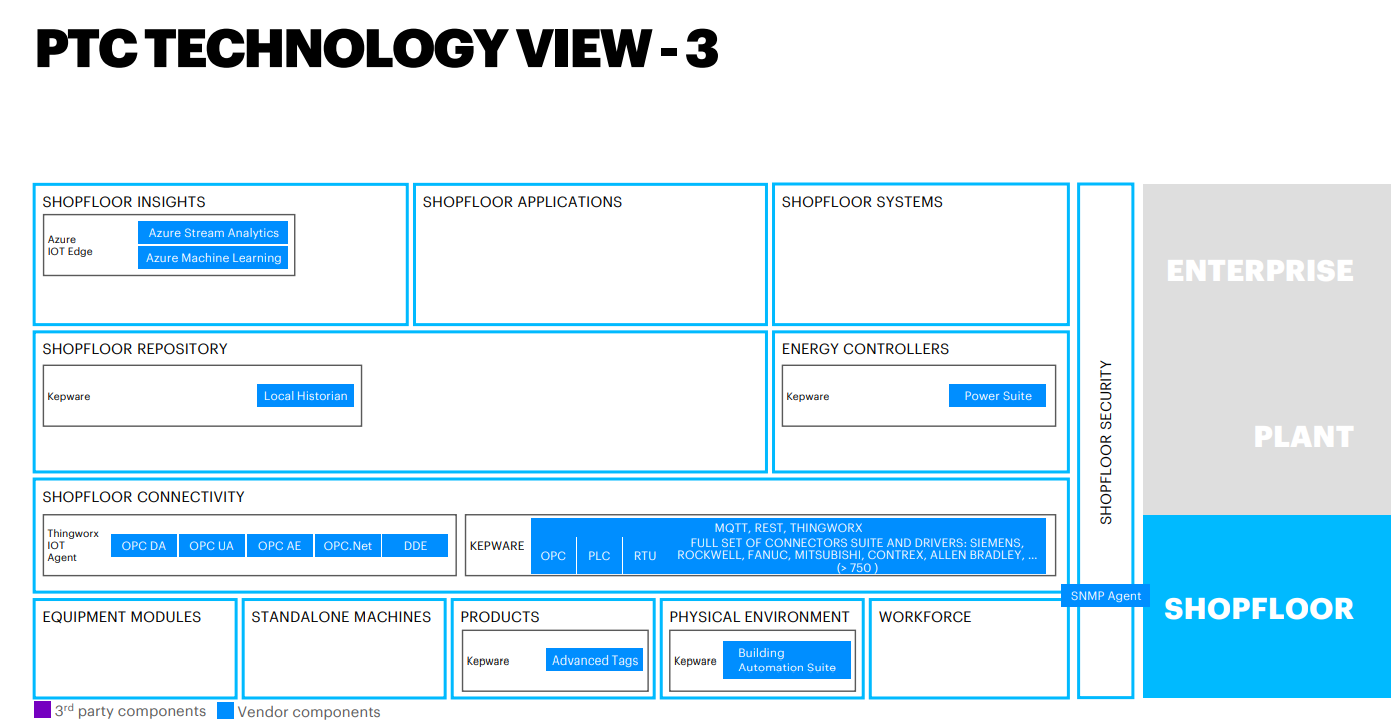 PTC TECHNOLOGY VIEW - 3
SHOPFLOOR INSIGHTS
Azure
IOT Edge
Azure Stream Analytics
Azure Machine Learning
SHOPFLOOR APPLICATIONS
SHOPFLOOR SYSTEMS
SHOPFLOOR REPOSITORY
Kepware
Local Historian
ENERGY CONTROLLERS
Kepware
Power Suite
SHOPFLOOR CONNECTIVITY
Thingworx
IOT
Agent
OPC DA
OPC UA
OPC AE
OPC.Net
DDE
KEPWARE
MQTT, REST, THINGWORX
OPC
PLC
RTU
FULL SET OF CONNECTORS SUITE AND DRIVERS: SIEMENS,
ROCKWELL, FANUC, MITSUBISHI, CONTREX, ALLEN BRADLEY, ...
(> 750 )
EQUIPMENT MODULES
STANDALONE MACHINES
PRODUCTS
Kepware
Advanced Tags
PHYSICAL ENVIRONMENT
Kepware
Building
Automation Suite
WORKFORCE
SHOPFLOOR SECURITY
SNMP Agent
ENTERPRISE
PLANT
SHOPFLOOR
3rd party components
Vendor components